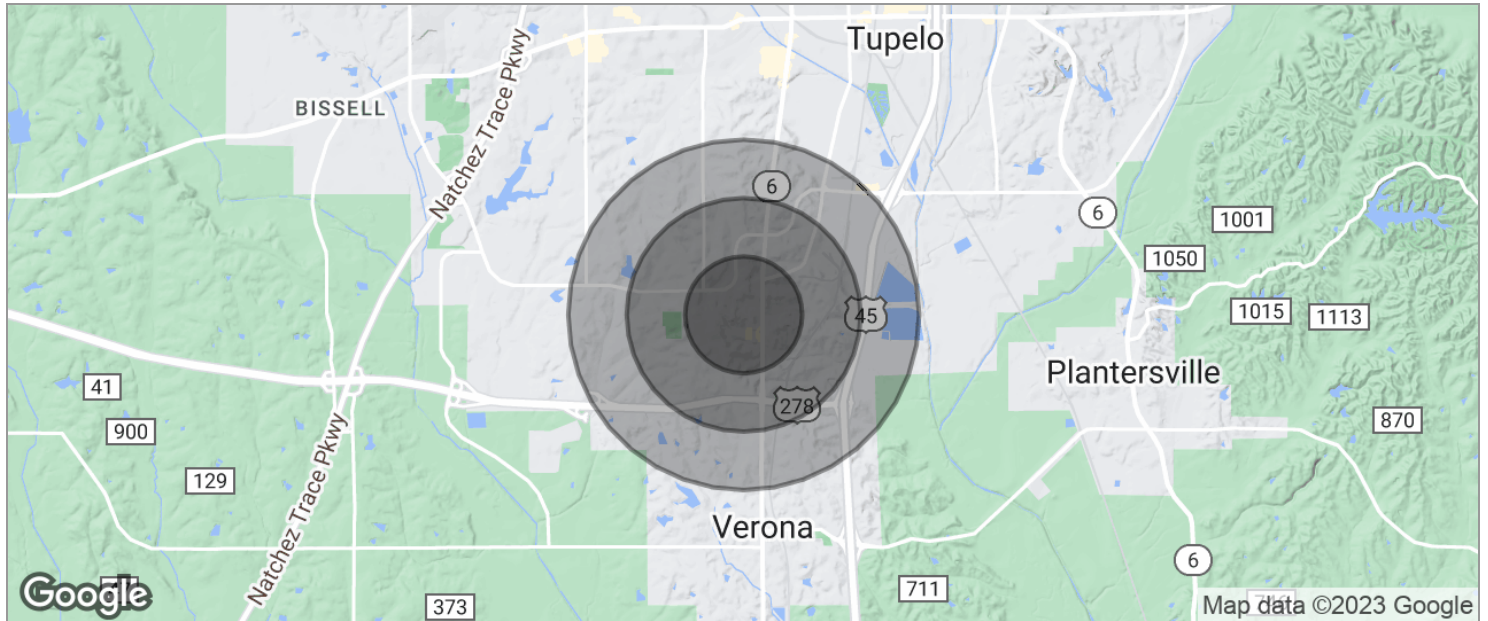 Tupelo
BISSELL
Natchez Trace Pkwy
6
6
1001
1050
1015
1113
45
Plantersville
41
278
870
900
129
Natchez Trace Pkwy
Verona
6
711
373
Google
Map data ©2023 Google